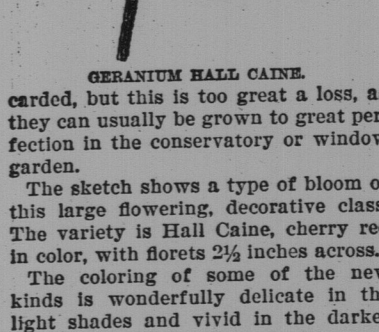 GERANIUM HALL CAINE.
carded, but this is too great a loss, a
they can usually be grown to great per
fection in the conservatory or window
garden.
The sketch shows a type of bloom o
this large flowering, decorative class
The variety is Hall Caine, cherry re
in color, with florets 2½ inches across.
The coloring of some of the new
kinds is wonderfully delicate in th
light shades and vivid in the darke